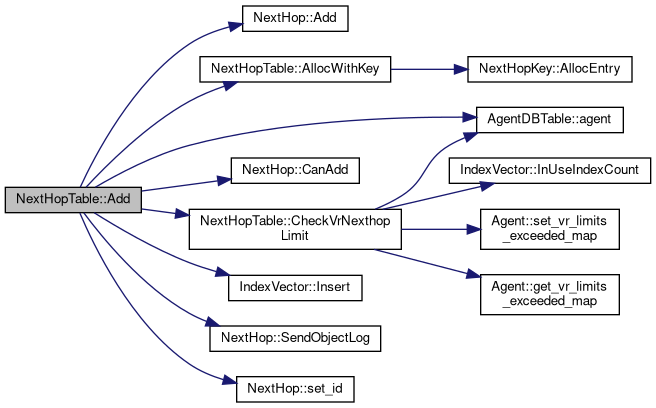 NextHopTable::Add
NextHop::Add
NextHopTable::AllocWithKey
NextHopKey::AllocEntry
AgentDBTable::agent
NextHop::CanAdd
NextHopTable::CheckVrNexthop
Limit
IndexVector::InUseIndexCount
Agent::set_vr_limits
_exceeded_map
Agent::get_vr_limits
_exceeded_map
IndexVector::Insert
NextHop::SendObjectLog
NextHop::set_id